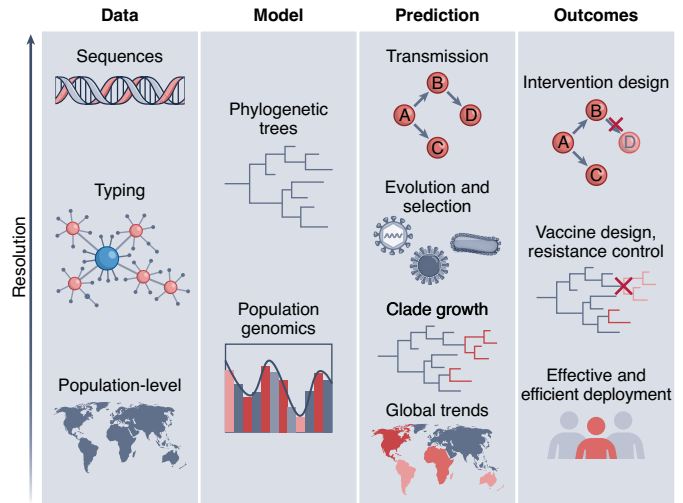 Data
Model
Prediction
Outcomes
Resolution
Sequences
Typing
Population-level
Phylogenetic
trees
Population
genomics
Transmission
A
B
C
D
Evolution and
selection
Clade growth
Global trends
Intervention design
A
B
C
D
Vaccine design,
resistance control
Effective and
efficient deployment